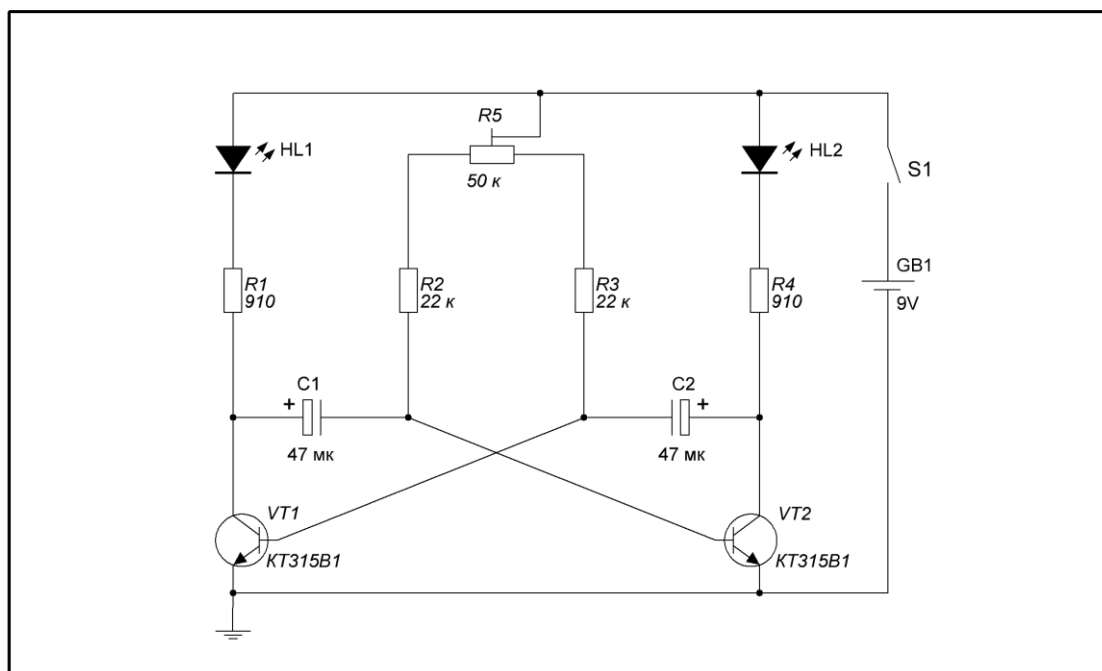 R5
HL1
HL2
50 к
S1
R1
910
R2
22 к
R3
22 к
R4
910
GB1
9V
C1
+
47 мк
C2
+
47 мк
VT1
КТ315В1
VT2
КТ315В1